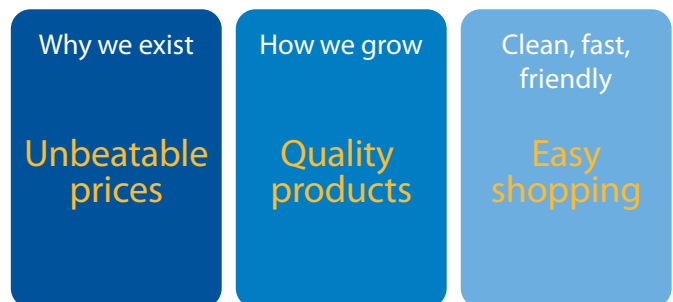 Why we exist
Unbeatable
prices
How we grow
Quality
products
Clean, fast,
friendly
Easy
shopping